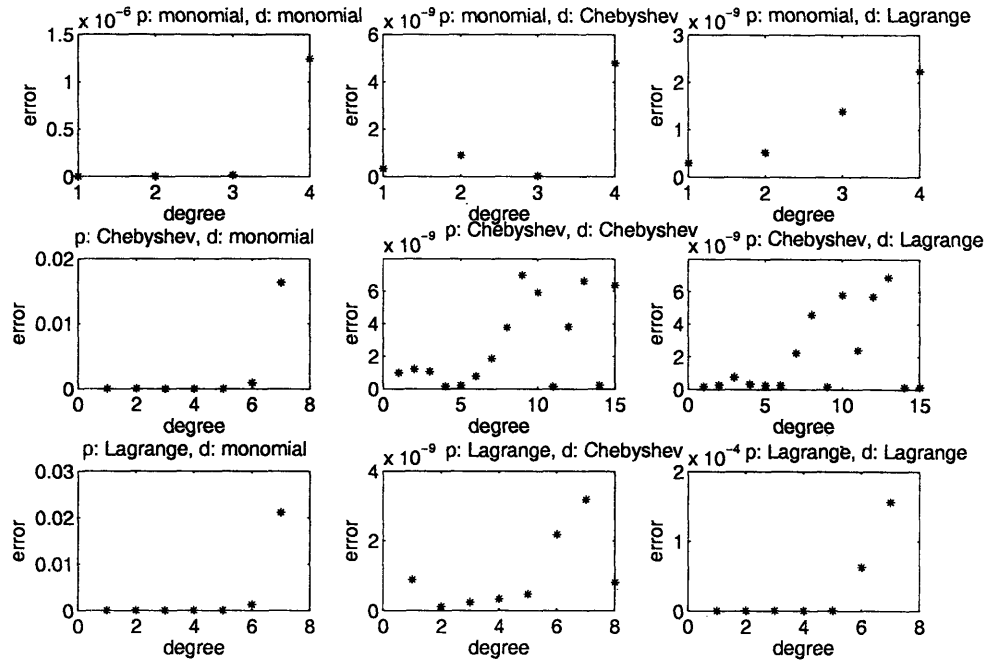 x 10⁻⁶ p: monomial, d: monomial
1.5
1
0.5
0
error
1 2 3 4
degree
x 10⁻⁹ p: monomial, d: Chebyshev
6
4
2
0
error
1 2 3 4
degree
x 10⁻⁹ p: monomial, d: Lagrange
3
2
1
0
error
1 2 3 4
degree
p: Chebyshev, d: monomial
0.02
0.01
0
error
0 2 4 6 8
degree
x 10⁻⁹ p: Chebyshev, d: Chebyshev
6
4
2
0
error
0 5 10 15
degree
x 10⁻⁹ p: Chebyshev, d: Lagrange
6
4
2
0
error
0 5 10 15
degree
p: Lagrange, d: monomial
0.03
0.02
0.01
0
error
0 2 4 6 8
degree
x 10⁻⁹ p: Lagrange, d: Chebyshev
4
2
0
error
0 2 4 6 8
degree
x 10⁻⁴ p: Lagrange, d: Lagrange
2
1
0
error
0 2 4 6 8
degree